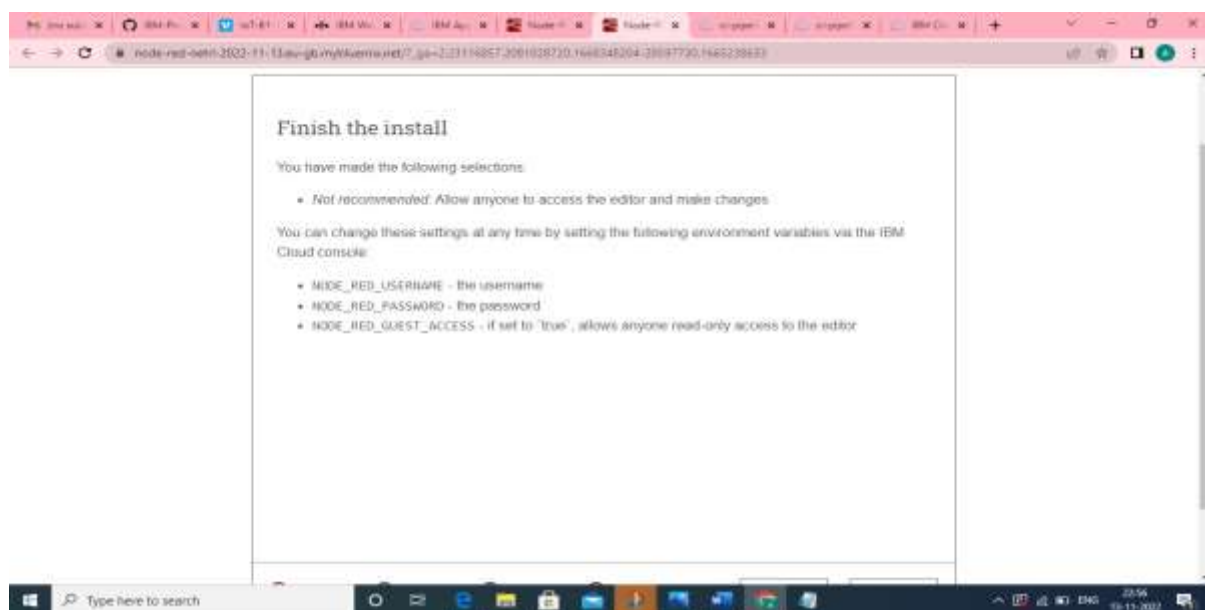 Finish the install
You have made the following selections:
Not recommended: Allow anyone to access the editor and make changes
You can change these settings at any time by setting the following environment variables via the IBM
Cloud console:
NODE_RED_USERNAME - the username
NODE_RED_PASSWORD - the password
NODE_RED_GUEST_ACCESS - if set to `true`, allows anyone read-only access to the editor
Type here to search
ENG
22:56